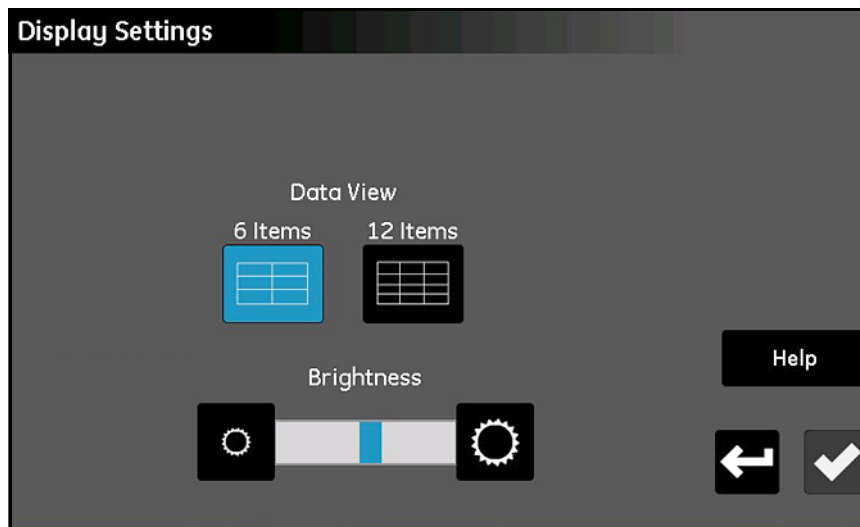 Display Settings
Data View
6 Items 12 Items
Brightness
Help